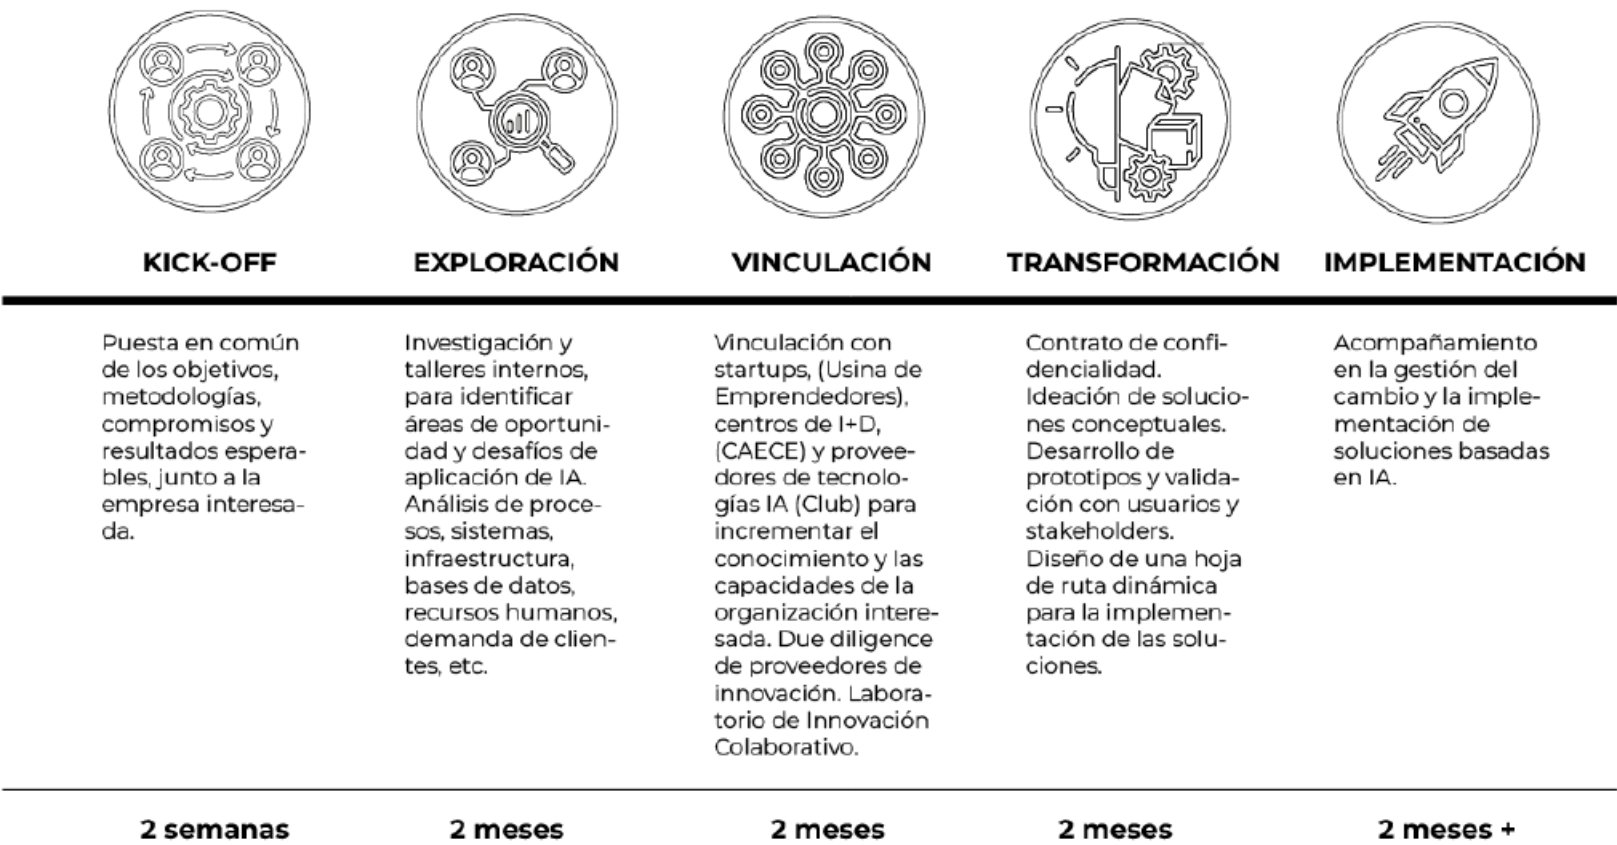 KICK-OFF
EXPLORACIÓN
VINCULACIÓN
TRANSFORMACIÓN
IMPLEMENTACIÓN
Puesta en común
de los objetivos,
metodologías,
compromisos y
resultados espera-
bles, junto a la
empresa interesa-
da.
Investigación y
talleres internos,
para identificar
áreas de oportuni-
dad y desafíos de
aplicación de IA.
Análisis de proce-
sos, sistemas,
infraestructura,
bases de datos,
recursos humanos,
demanda de clien-
tes, etc.
Vinculación con
startups, (Usina de
Emprendedores),
centros de I+D,
(CAECE) y provee-
dores de tecnolo-
gías IA (Club) para
incrementar el
conocimiento y las
capacidades de la
organización intere-
sada. Due diligence
de proveedores de
innovación. Labora-
torio de Innovación
Colaborativo.
Contrato de confi-
dencialidad.
Ideación de solucio-
nes conceptuales.
Desarrollo de
prototipos y valida-
ción con usuarios y
stakeholders.
Diseño de una hoja
de ruta dinámica
para la implemen-
tación de las solu-
ciones.
Acompañamiento
en la gestión del
cambio y la imple-
mentación de
soluciones basadas
en IA.
2 semanas
2 meses
2 meses
2 meses
2 meses +